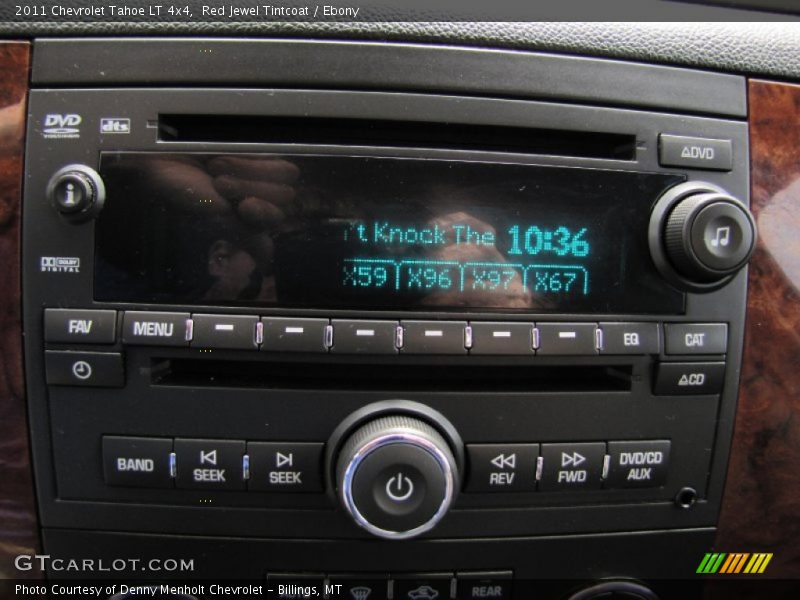 2011 Chevrolet Tahoe LT 4x4, Red Jewel Tintcoat / Ebony
DVD
VIDEO/AUDIO
dts
DVD
i
't Knock The 10:36
X59 X96 X97 X67
DOLBY
DIGITAL
FAV MENU EQ CAT
CD
BAND SEEK SEEK REV FWD DVD/CD AUX
GTCARLOT.COM
REAR
Photo Courtesy of Denny Menholt Chevrolet – Billings, MT